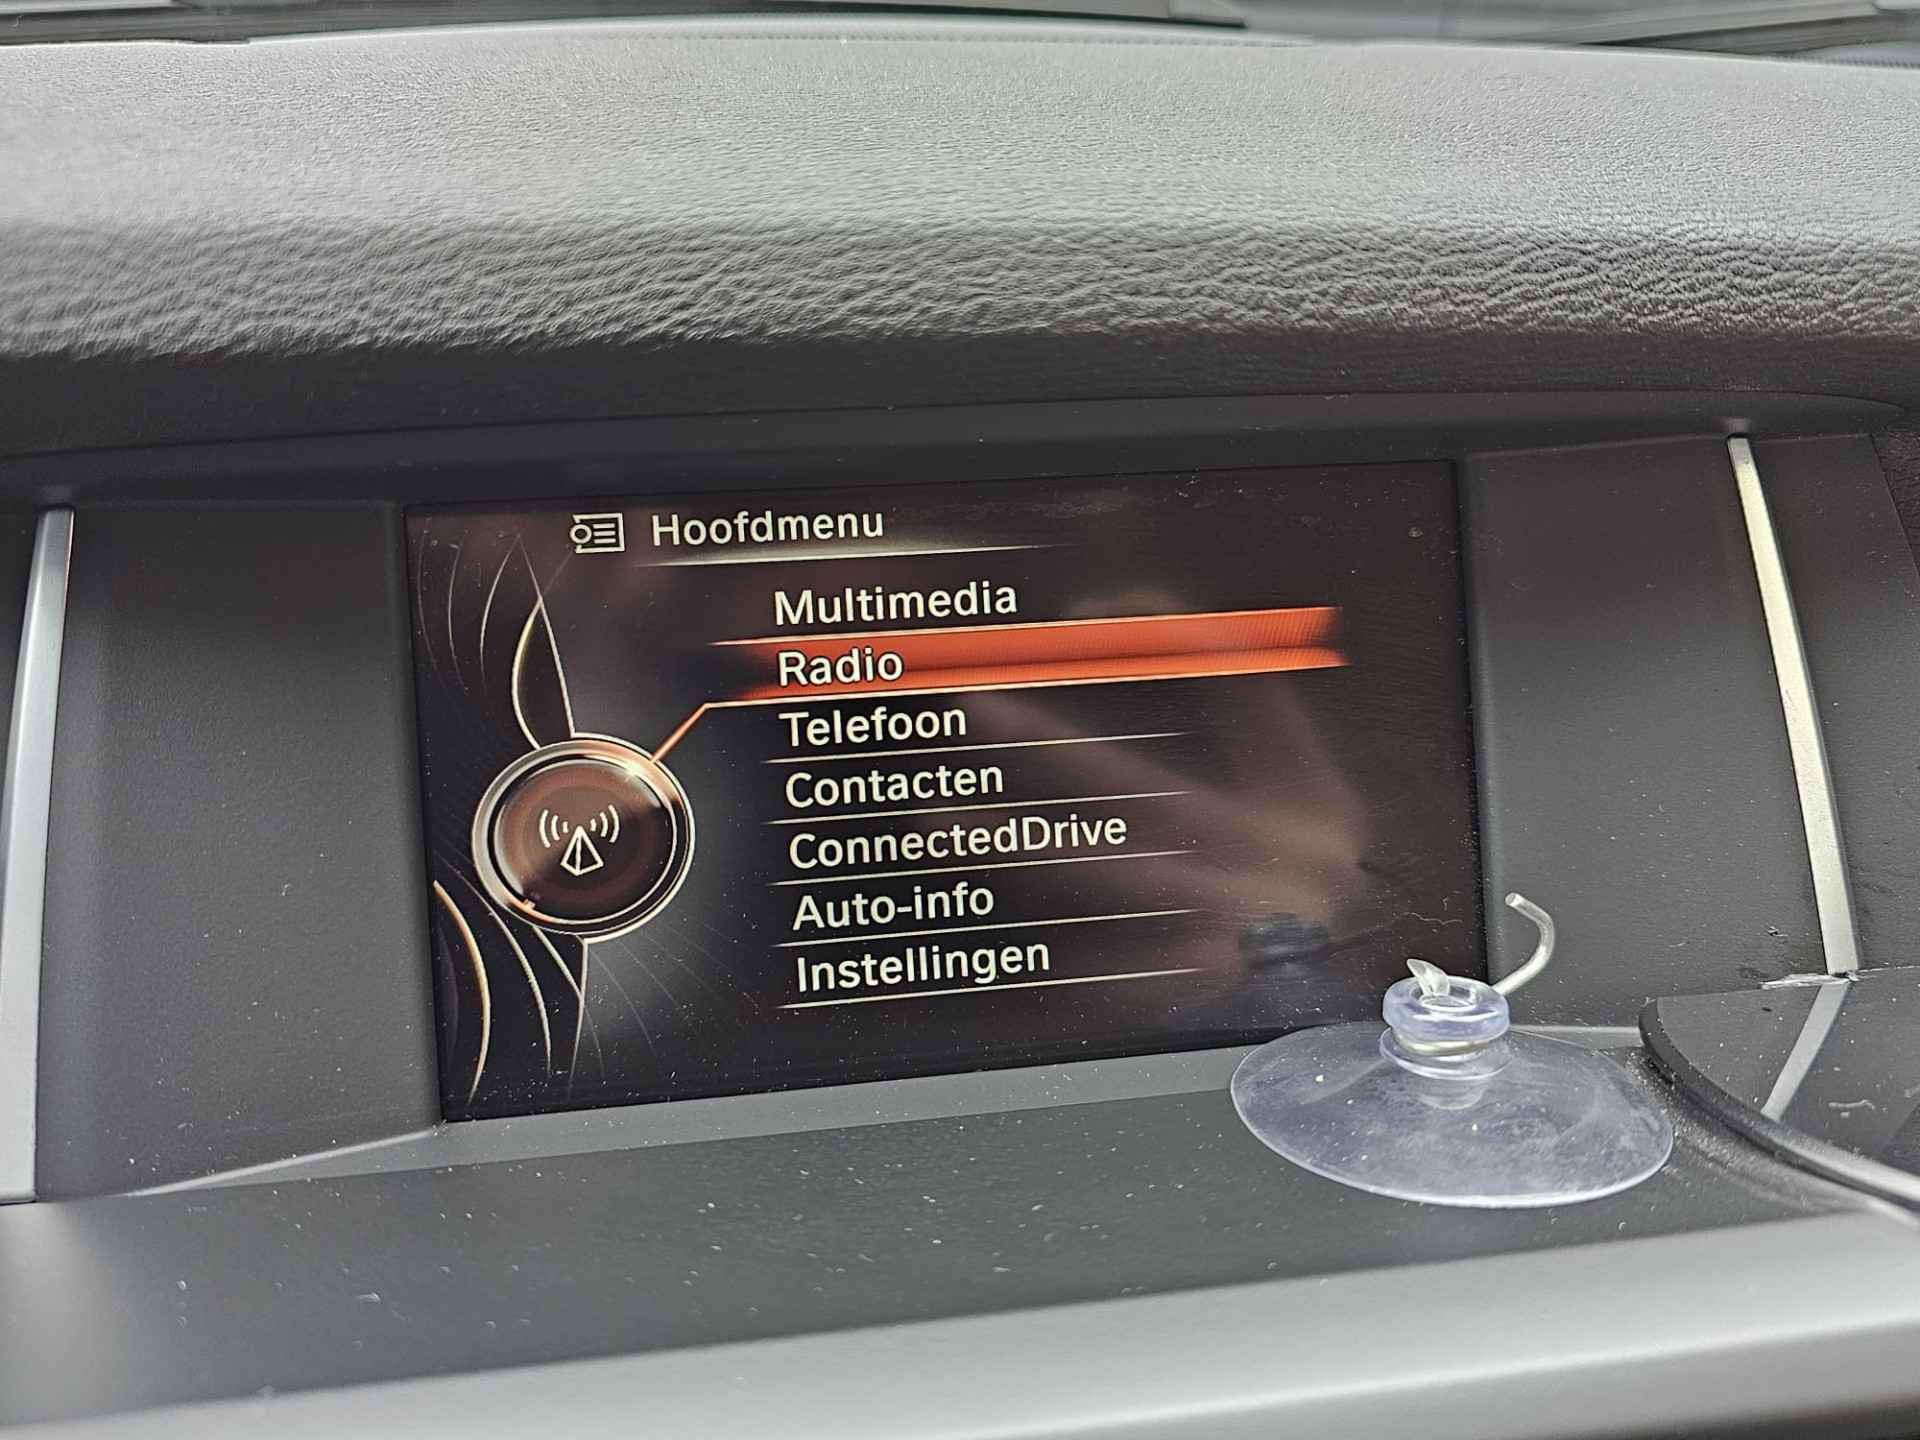 Hoofdmenu
Multimedia
Radio
Telefoon
Contacten
ConnectedDrive
Auto-info
Instellingen